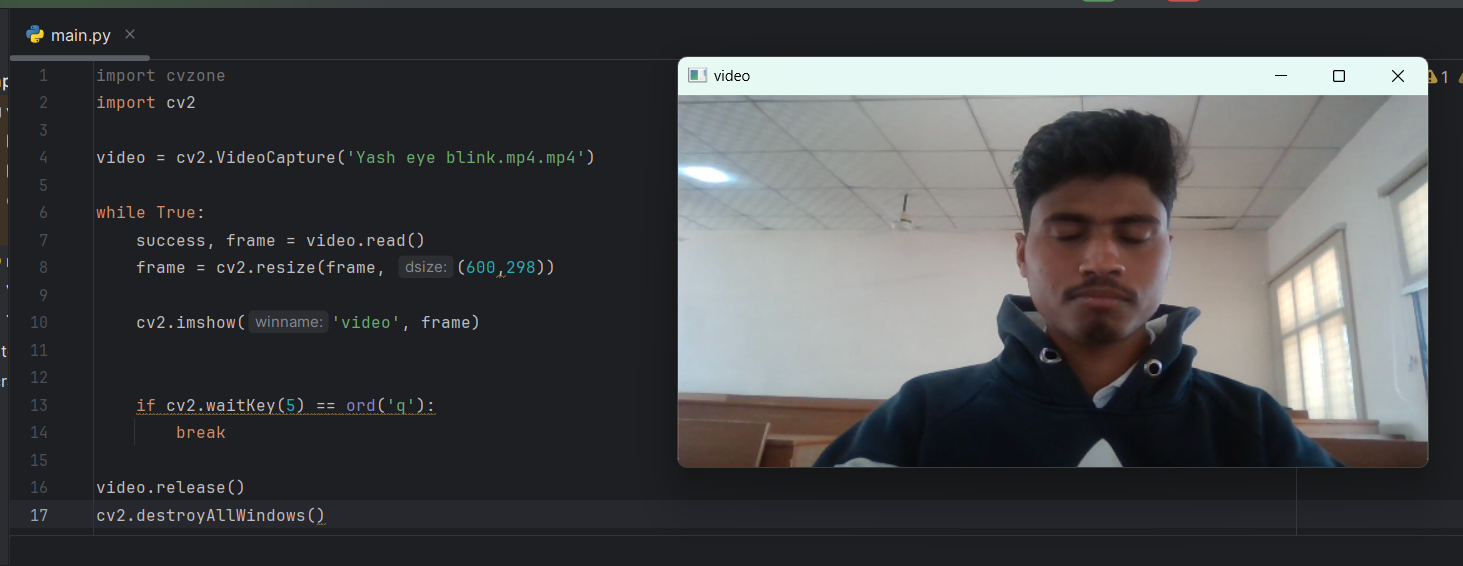 main.py
1 import cvzone
2 import cv2
3
4 video = cv2.VideoCapture('Yash eye blink.mp4.mp4')
5
6 while True:
7 success, frame = video.read()
8 frame = cv2.resize(frame, dsize: (600,298))
9
10 cv2.imshow( winname: 'video', frame)
11
12
13 if cv2.waitKey(5) == ord('q'):
14 break
15
16 video.release()
17 cv2.destroyAllWindows()
video
1